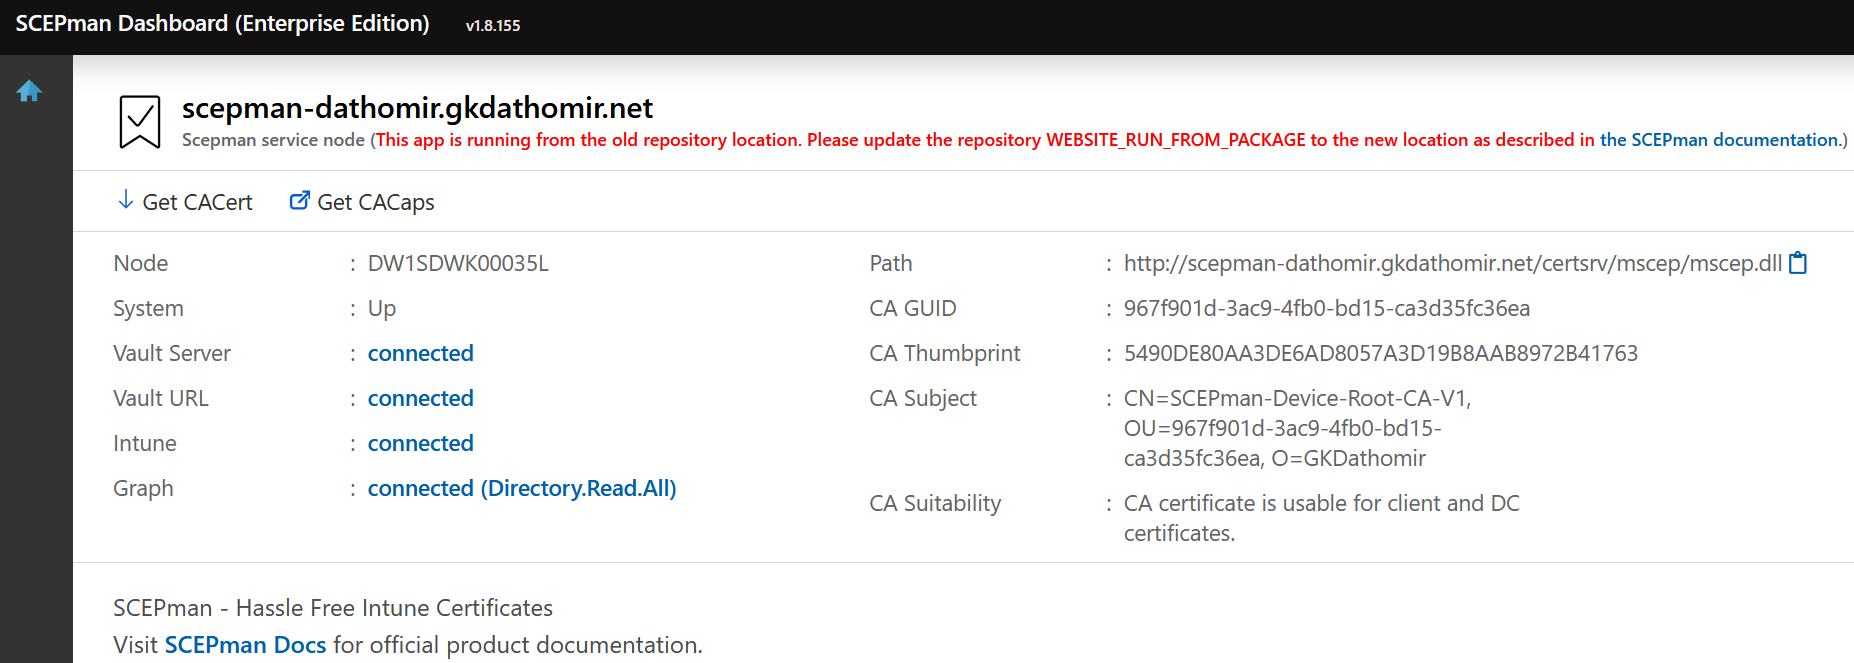 SCEPman Dashboard (Enterprise Edition) v1.8.155
scepman-dathomir.gkdathomir.net
Scepman service node (This app is running from the old repository location. Please update the repository WEBSITE_RUN_FROM_PACKAGE to the new location as described in the SCEPman documentation.)
Get CACert Get CACaps
Node : DW1SDWK00035L
System : Up
Vault Server : connected
Vault URL : connected
Intune : connected
Graph : connected (Directory.Read.All)
Path : http://scepman-dathomir.gkdathomir.net/certsrv/mscep/mscep.dll
CA GUID : 967f901d-3ac9-4fb0-bd15-ca3d35fc36ea
CA Thumbprint : 5490DE80AA3DE6AD8057A3D19B8AAB8972B41763
CA Subject : CN=SCEPman-Device-Root-CA-V1,
OU=967f901d-3ac9-4fb0-bd15-
ca3d35fc36ea, O=GKDathomir
CA Suitability : CA certificate is usable for client and DC
certificates.
SCEPman - Hassle Free Intune Certificates
Visit SCEPman Docs for official product documentation.